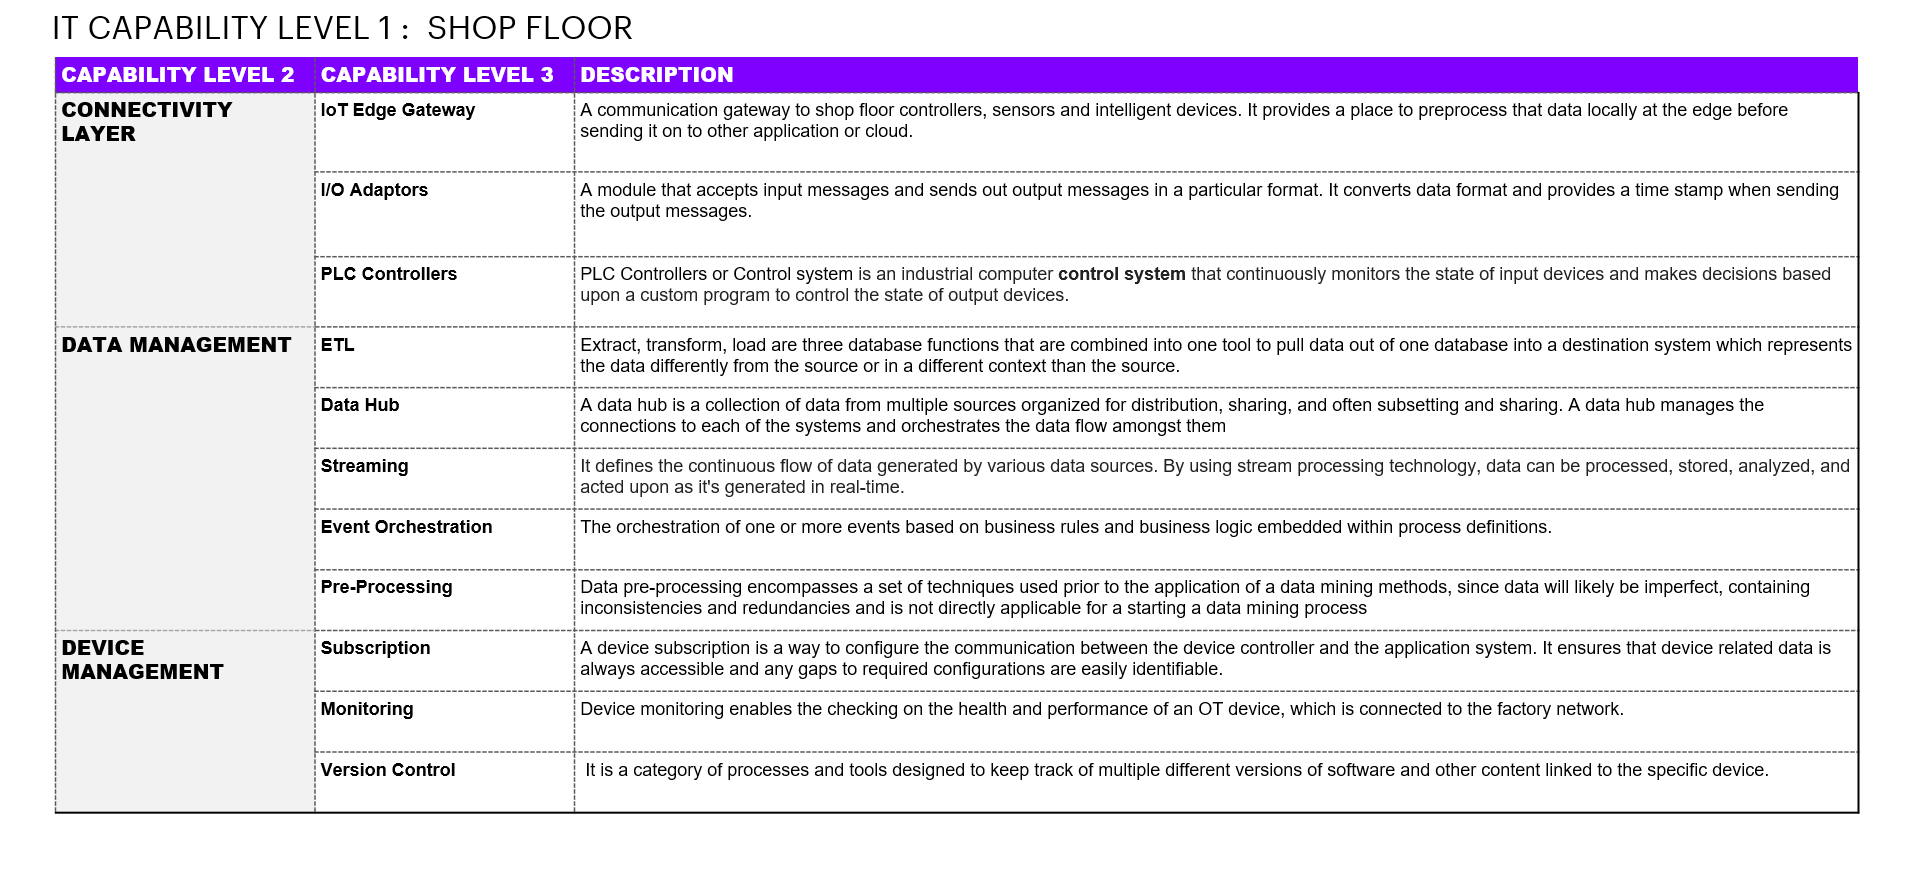 IT CAPABILITY LEVEL 1 :  SHOP FLOOR
CAPABILITY LEVEL 2
CAPABILITY LEVEL 3
DESCRIPTION
CONNECTIVITY
LAYER
IoT Edge Gateway
A communication gateway to shop floor controllers, sensors and intelligent devices. It provides a place to preprocess that data locally at the edge before
sending it on to other application or cloud.
I/O Adaptors
A module that accepts input messages and sends out output messages in a particular format. It converts data format and provides a time stamp when sending
the output messages.
PLC Controllers
PLC Controllers or Control system is an industrial computer control system that continuously monitors the state of input devices and makes decisions based
upon a custom program to control the state of output devices.
DATA MANAGEMENT
ETL
Extract, transform, load are three database functions that are combined into one tool to pull data out of one database into a destination system which represents
the data differently from the source or in a different context than the source.
Data Hub
A data hub is a collection of data from multiple sources organized for distribution, sharing, and often subsetting and sharing. A data hub manages the
connections to each of the systems and orchestrates the data flow amongst them
Streaming
It defines the continuous flow of data generated by various data sources. By using stream processing technology, data can be processed, stored, analyzed, and
acted upon as it's generated in real-time.
Event Orchestration
The orchestration of one or more events based on business rules and business logic embedded within process definitions.
Pre-Processing
Data pre-processing encompasses a set of techniques used prior to the application of a data mining methods, since data will likely be imperfect, containing
inconsistencies and redundancies and is not directly applicable for a starting a data mining process
DEVICE
MANAGEMENT
Subscription
A device subscription is a way to configure the communication between the device controller and the application system. It ensures that device related data is
always accessible and any gaps to required configurations are easily identifiable.
Monitoring
Device monitoring enables the checking on the health and performance of an OT device, which is connected to the factory network.
Version Control
It is a category of processes and tools designed to keep track of multiple different versions of software and other content linked to the specific device.